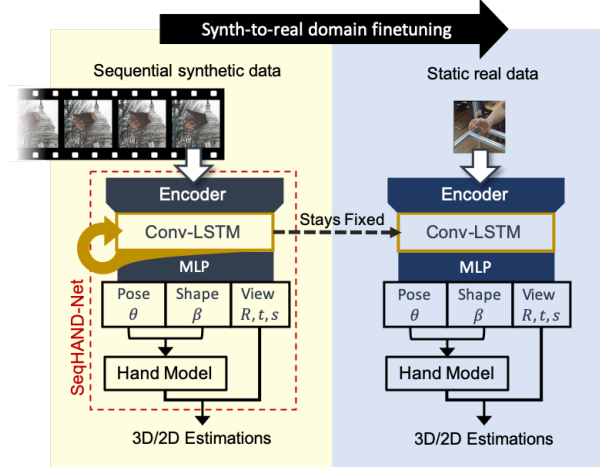 Synth-to-real domain finetuning
Sequential synthetic data
Static real data
Encoder
Conv-LSTM
MLP
Pose
θ
Shape
β
View
R, t, s
Hand Model
3D/2D Estimations
SeqHAND-Net
Stays Fixed
Encoder
Conv-LSTM
MLP
Pose
θ
Shape
β
View
R, t, s
Hand Model
3D/2D Estimations